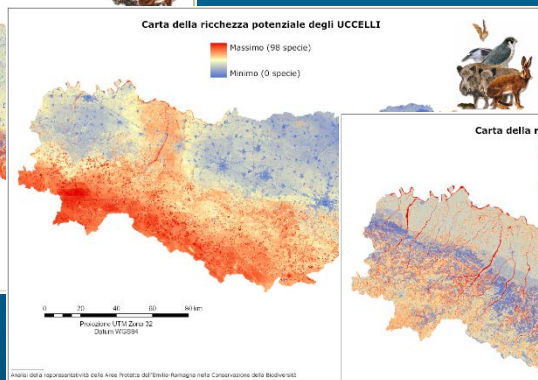 Carta della ricchezza potenziale degli UCCELLI
Massimo (98 specie)
Minimo (0 specie)
Carta della r
0 20 40 60 80 km
Proiezione UTM Zona 32
Datum WGS84
Analisi della rappresentatività delle Aree Protette dell'Emilia-Romagna nella Conservazione della Biodiversità